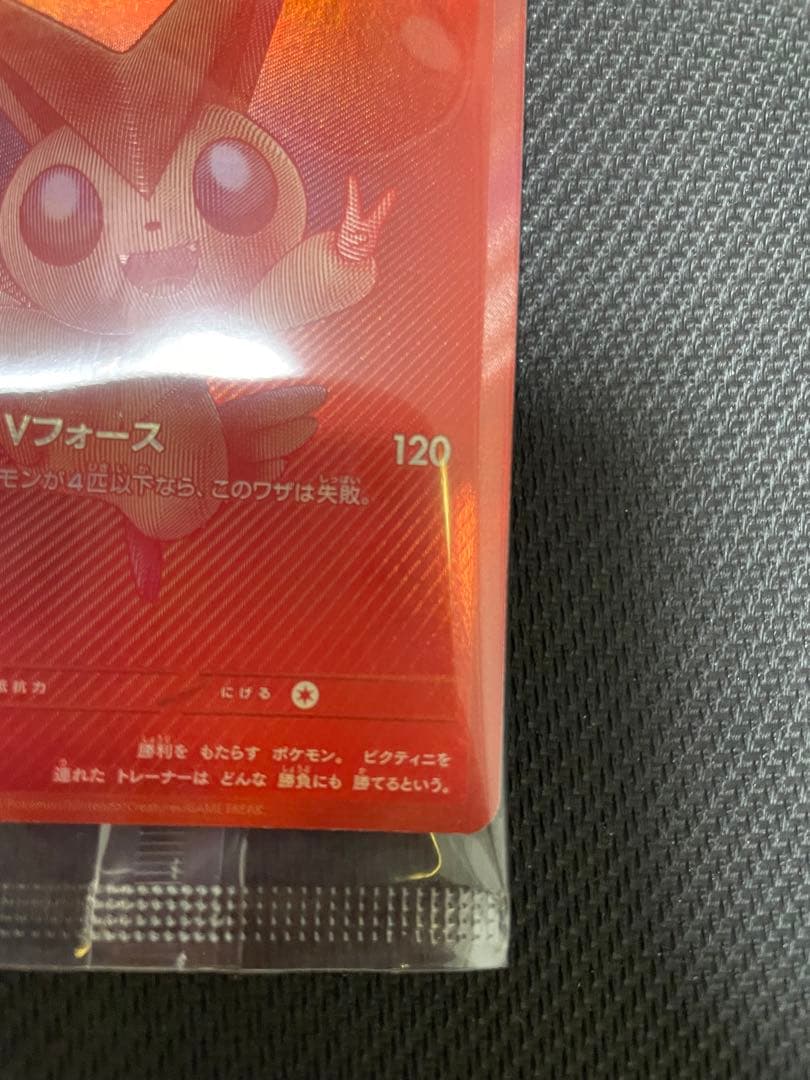 Vフォース 120
モンが4匹以下なら、このワザは失敗。
抵抗力 にげる
勝利を もたらす ポケモン。 ビクティニを
連れた トレーナーは どんな 勝負にも 勝てるという。